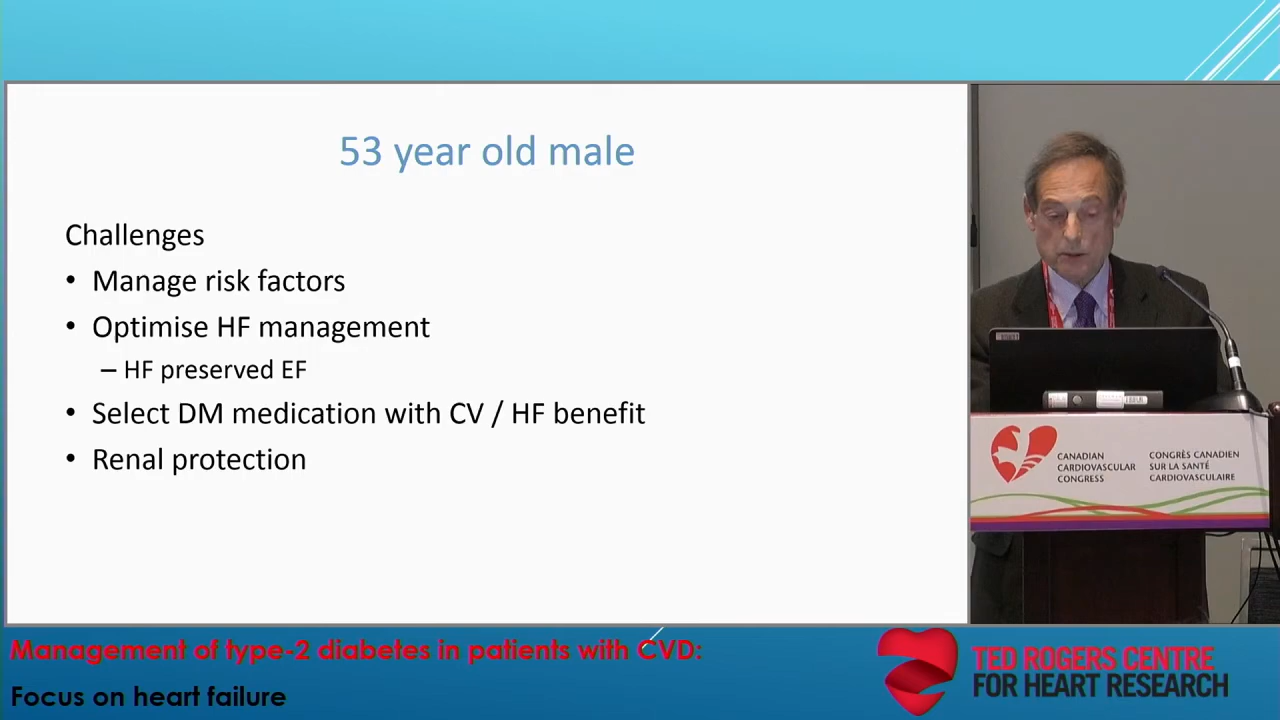 53 year old male
Challenges
• Manage risk factors
• Optimise HF management
– HF preserved EF
• Select DM medication with CV / HF benefit
• Renal protection
CANADIAN
CARDIOVASCULAR
CONGRESS
CONGRÈS CANADIEN
SUR LA SANTÉ
CARDIOVASCULAIRE
Management of type-2 diabetes in patients with CVD:
Focus on heart failure
TED ROGERS CENTRE
FOR HEART RESEARCH